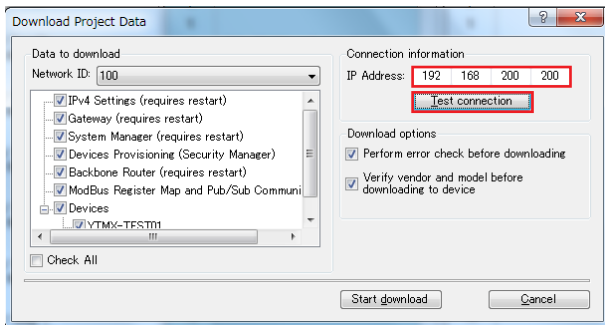 Download Project Data
Data to download
Network ID: 100
IPv4 Settings (requires restart)
Gateway (requires restart)
System Manager (requires restart)
Devices Provisioning (Security Manager)
Backbone Router (requires restart)
ModBus Register Map and Pub/Sub Communi
Devices
YTMX-TEST01
Check All
Connection information
IP Address: 192 168 200 200
Test connection
Download options
Perform error check before downloading
Verify vendor and model before
downloading to device
Start download
Cancel